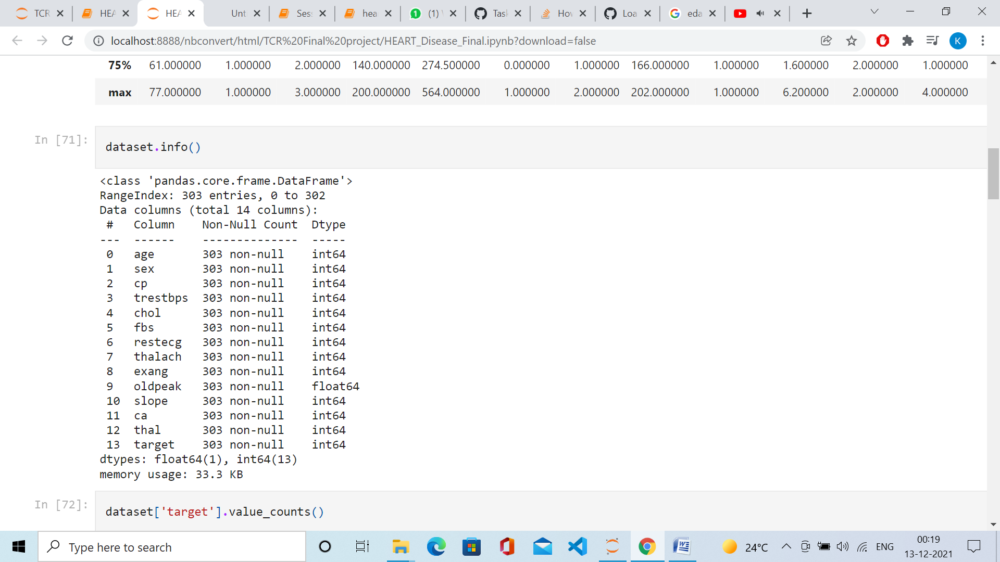 TCR HEA HEA Unt Ses hea (1) Tas Hov Loa eda
localhost:8888/nbconvert/html/TCR%20Final%20project/HEART_Disease_Final.ipynb?download=false K
75% 61.000000 1.000000 2.000000 140.000000 274.500000 0.000000 1.000000 166.000000 1.000000 1.600000 2.000000 1.000000
max 77.000000 1.000000 3.000000 200.000000 564.000000 1.000000 2.000000 202.000000 1.000000 6.200000 2.000000 4.000000
In [71]: dataset.info()
<class 'pandas.core.frame.DataFrame'>
RangeIndex: 303 entries, 0 to 302
Data columns (total 14 columns):
# Column Non-Null Count Dtype
--- ------ -------------- -----
0 age 303 non-null int64
1 sex 303 non-null int64
2 cp 303 non-null int64
3 trestbps 303 non-null int64
4 chol 303 non-null int64
5 fbs 303 non-null int64
6 restecg 303 non-null int64
7 thalach 303 non-null int64
8 exang 303 non-null int64
9 oldpeak 303 non-null float64
10 slope 303 non-null int64
11 ca 303 non-null int64
12 thal 303 non-null int64
13 target 303 non-null int64
dtypes: float64(1), int64(13)
memory usage: 33.3 KB
In [72]: dataset['target'].value_counts()
Type here to search 24°C ENG 00:19
13-12-2021